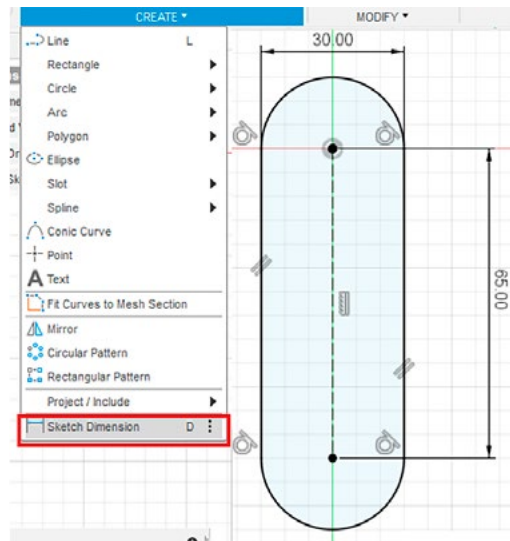 CREATE ▾ MODIFY ▾
Line L
Rectangle
Circle
Arc
Polygon
Ellipse
Slot
Spline
Conic Curve
Point
Text
Fit Curves to Mesh Section
Mirror
Circular Pattern
Rectangular Pattern
Project / Include
Sketch Dimension D
30.00
65.00